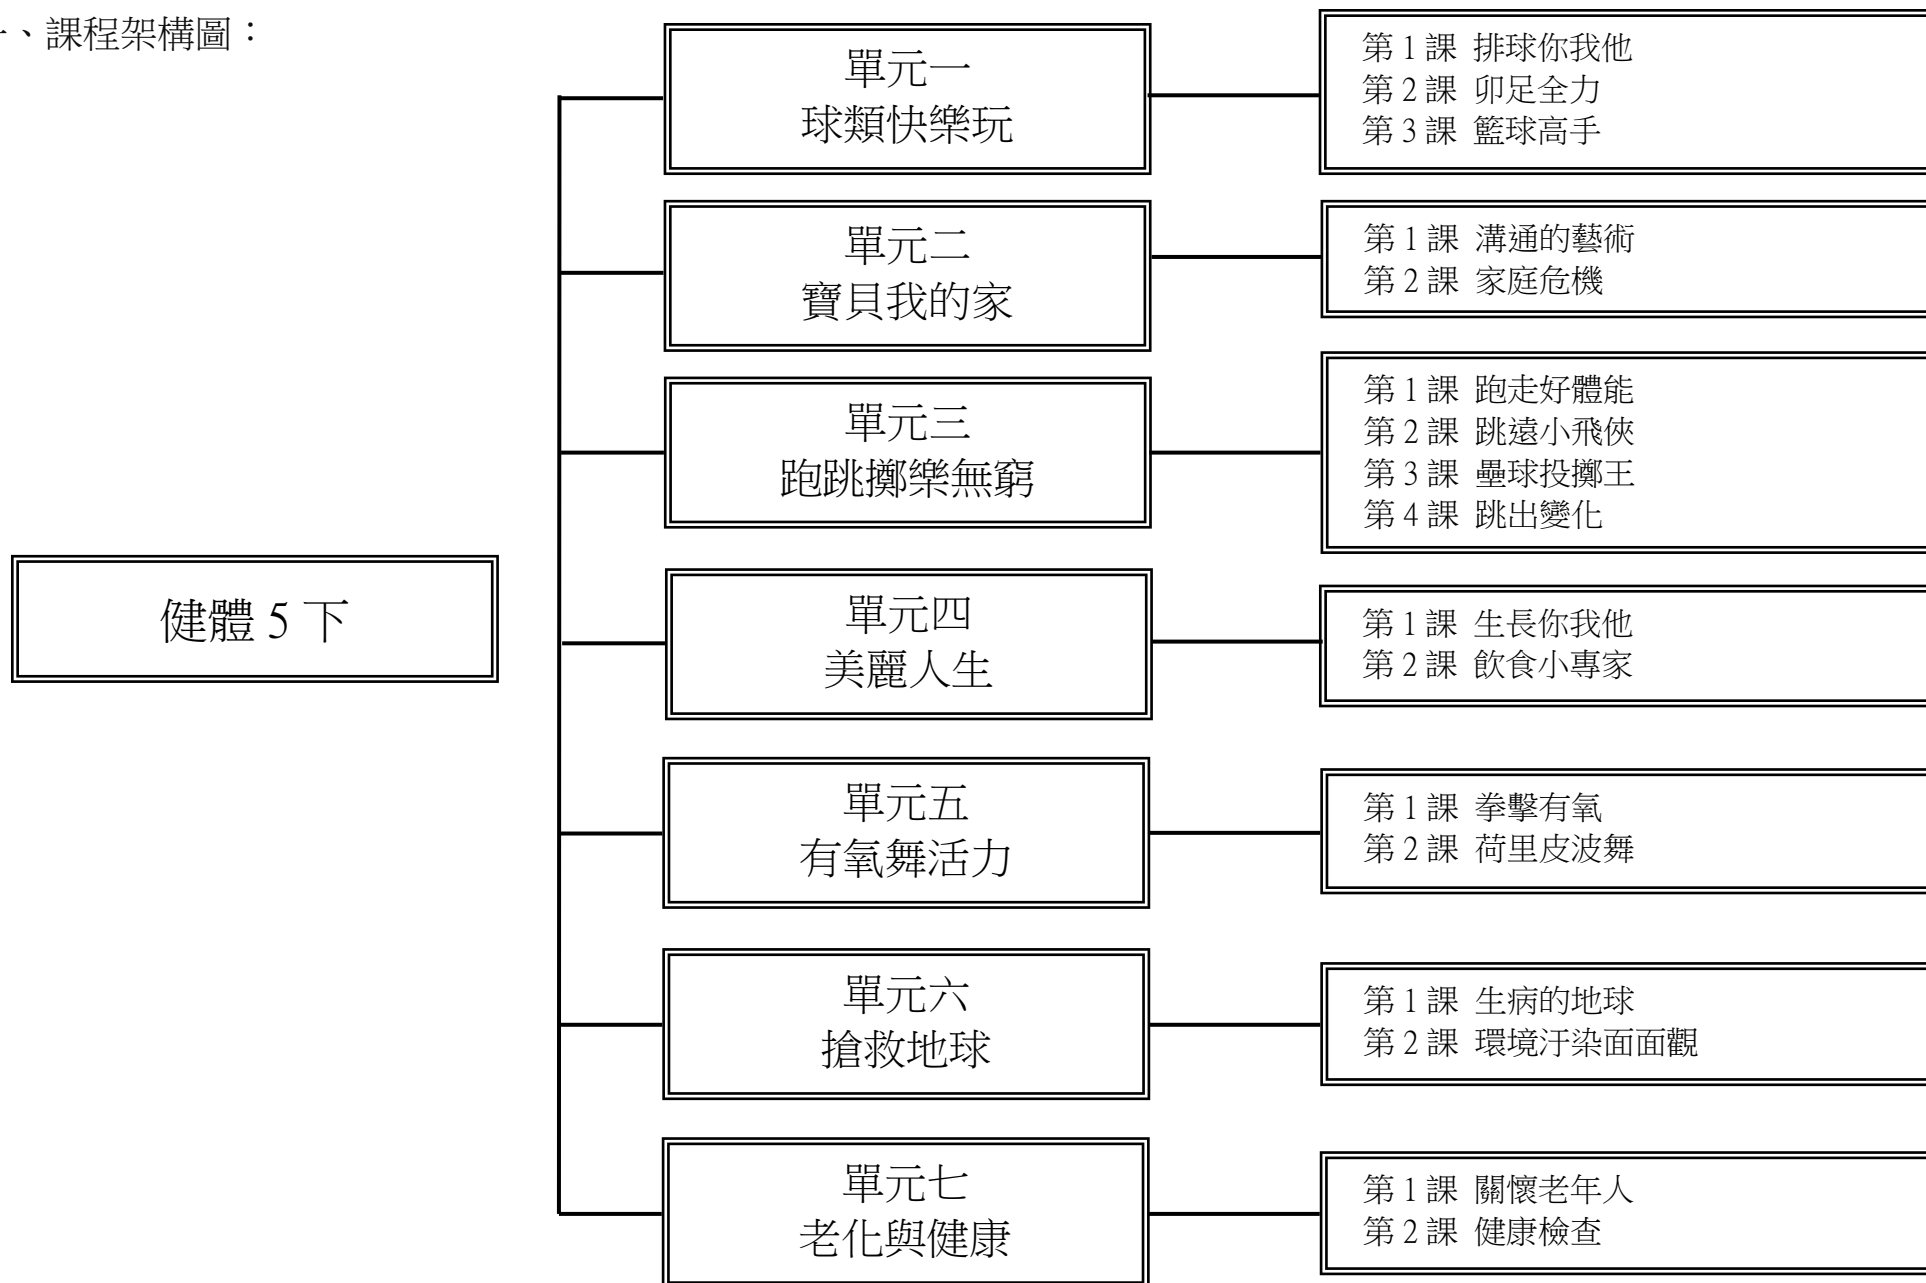 、課程架構圖：
健體 5 下
單元一
球類快樂玩
第 1 課 排球你我他
第 2 課 卯足全力
第 3 課 籃球高手
單元二
寶貝我的家
第 1 課 溝通的藝術
第 2 課 家庭危機
單元三
跑跳擲樂無窮
第 1 課 跑走好體能
第 2 課 跳遠小飛俠
第 3 課 壘球投擲王
第 4 課 跳出變化
單元四
美麗人生
第 1 課 生長你我他
第 2 課 飲食小專家
單元五
有氧舞活力
第 1 課 拳擊有氧
第 2 課 荷里皮波舞
單元六
搶救地球
第 1 課 生病的地球
第 2 課 環境汙染面面觀
單元七
老化與健康
第 1 課 關懷老年人
第 2 課 健康檢查